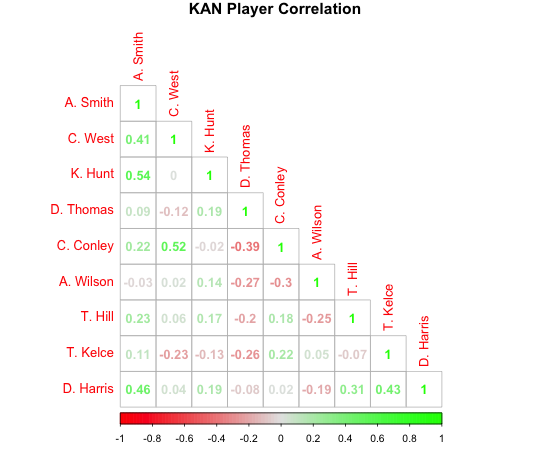 KAN Player Correlation
A. Smith
C. West
K. Hunt
D. Thomas
C. Conley
A. Wilson
T. Hill
T. Kelce
D. Harris
A. Smith 1
C. West 0.41 1
K. Hunt 0.54 0 1
D. Thomas 0.09 -0.12 0.19 1
C. Conley 0.22 0.52 -0.02 -0.39 1
A. Wilson -0.03 0.02 0.14 -0.27 -0.3 1
T. Hill 0.23 0.06 0.17 -0.2 0.18 -0.25 1
T. Kelce 0.11 -0.23 -0.13 -0.26 0.22 0.05 -0.07 1
D. Harris 0.46 0.04 0.19 -0.08 0.02 -0.19 0.31 0.43 1
-1 -0.8 -0.6 -0.4 -0.2 0 0.2 0.4 0.6 0.8 1